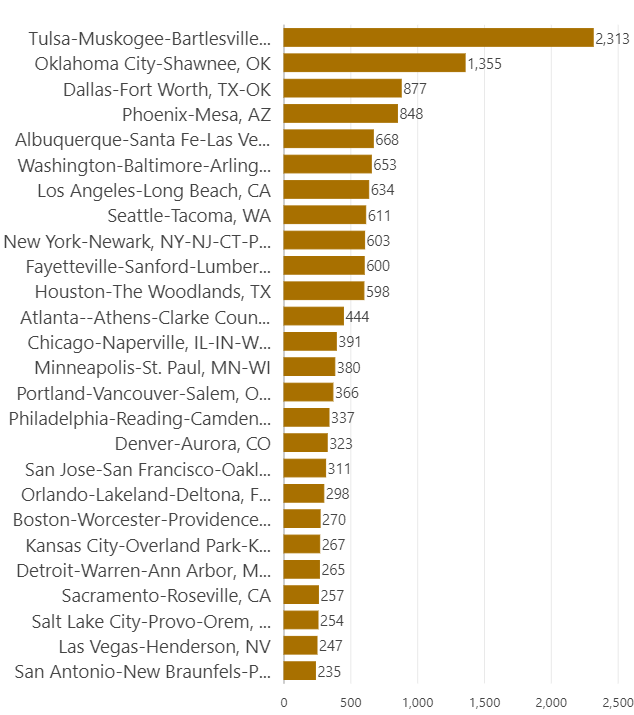 Tulsa-Muskogee-Bartlesville... 2,313
Oklahoma City-Shawnee, OK 1,355
Dallas-Fort Worth, TX-OK 877
Phoenix-Mesa, AZ 848
Albuquerque-Santa Fe-Las Ve... 668
Washington-Baltimore-Arling... 653
Los Angeles-Long Beach, CA 634
Seattle-Tacoma, WA 611
New York-Newark, NY-NJ-CT-P... 603
Fayetteville-Sanford-Lumber... 600
Houston-The Woodlands, TX 598
Atlanta--Athens-Clarke Coun... 444
Chicago-Naperville, IL-IN-W... 391
Minneapolis-St. Paul, MN-WI 380
Portland-Vancouver-Salem, O... 366
Philadelphia-Reading-Camden... 337
Denver-Aurora, CO 323
San Jose-San Francisco-Oakl... 311
Orlando-Lakeland-Deltona, F... 298
Boston-Worcester-Providence... 270
Kansas City-Overland Park-K... 267
Detroit-Warren-Ann Arbor, M... 265
Sacramento-Roseville, CA 257
Salt Lake City-Provo-Orem, ... 254
Las Vegas-Henderson, NV 247
San Antonio-New Braunfels-P... 235
0 500 1,000 1,500 2,000 2,500